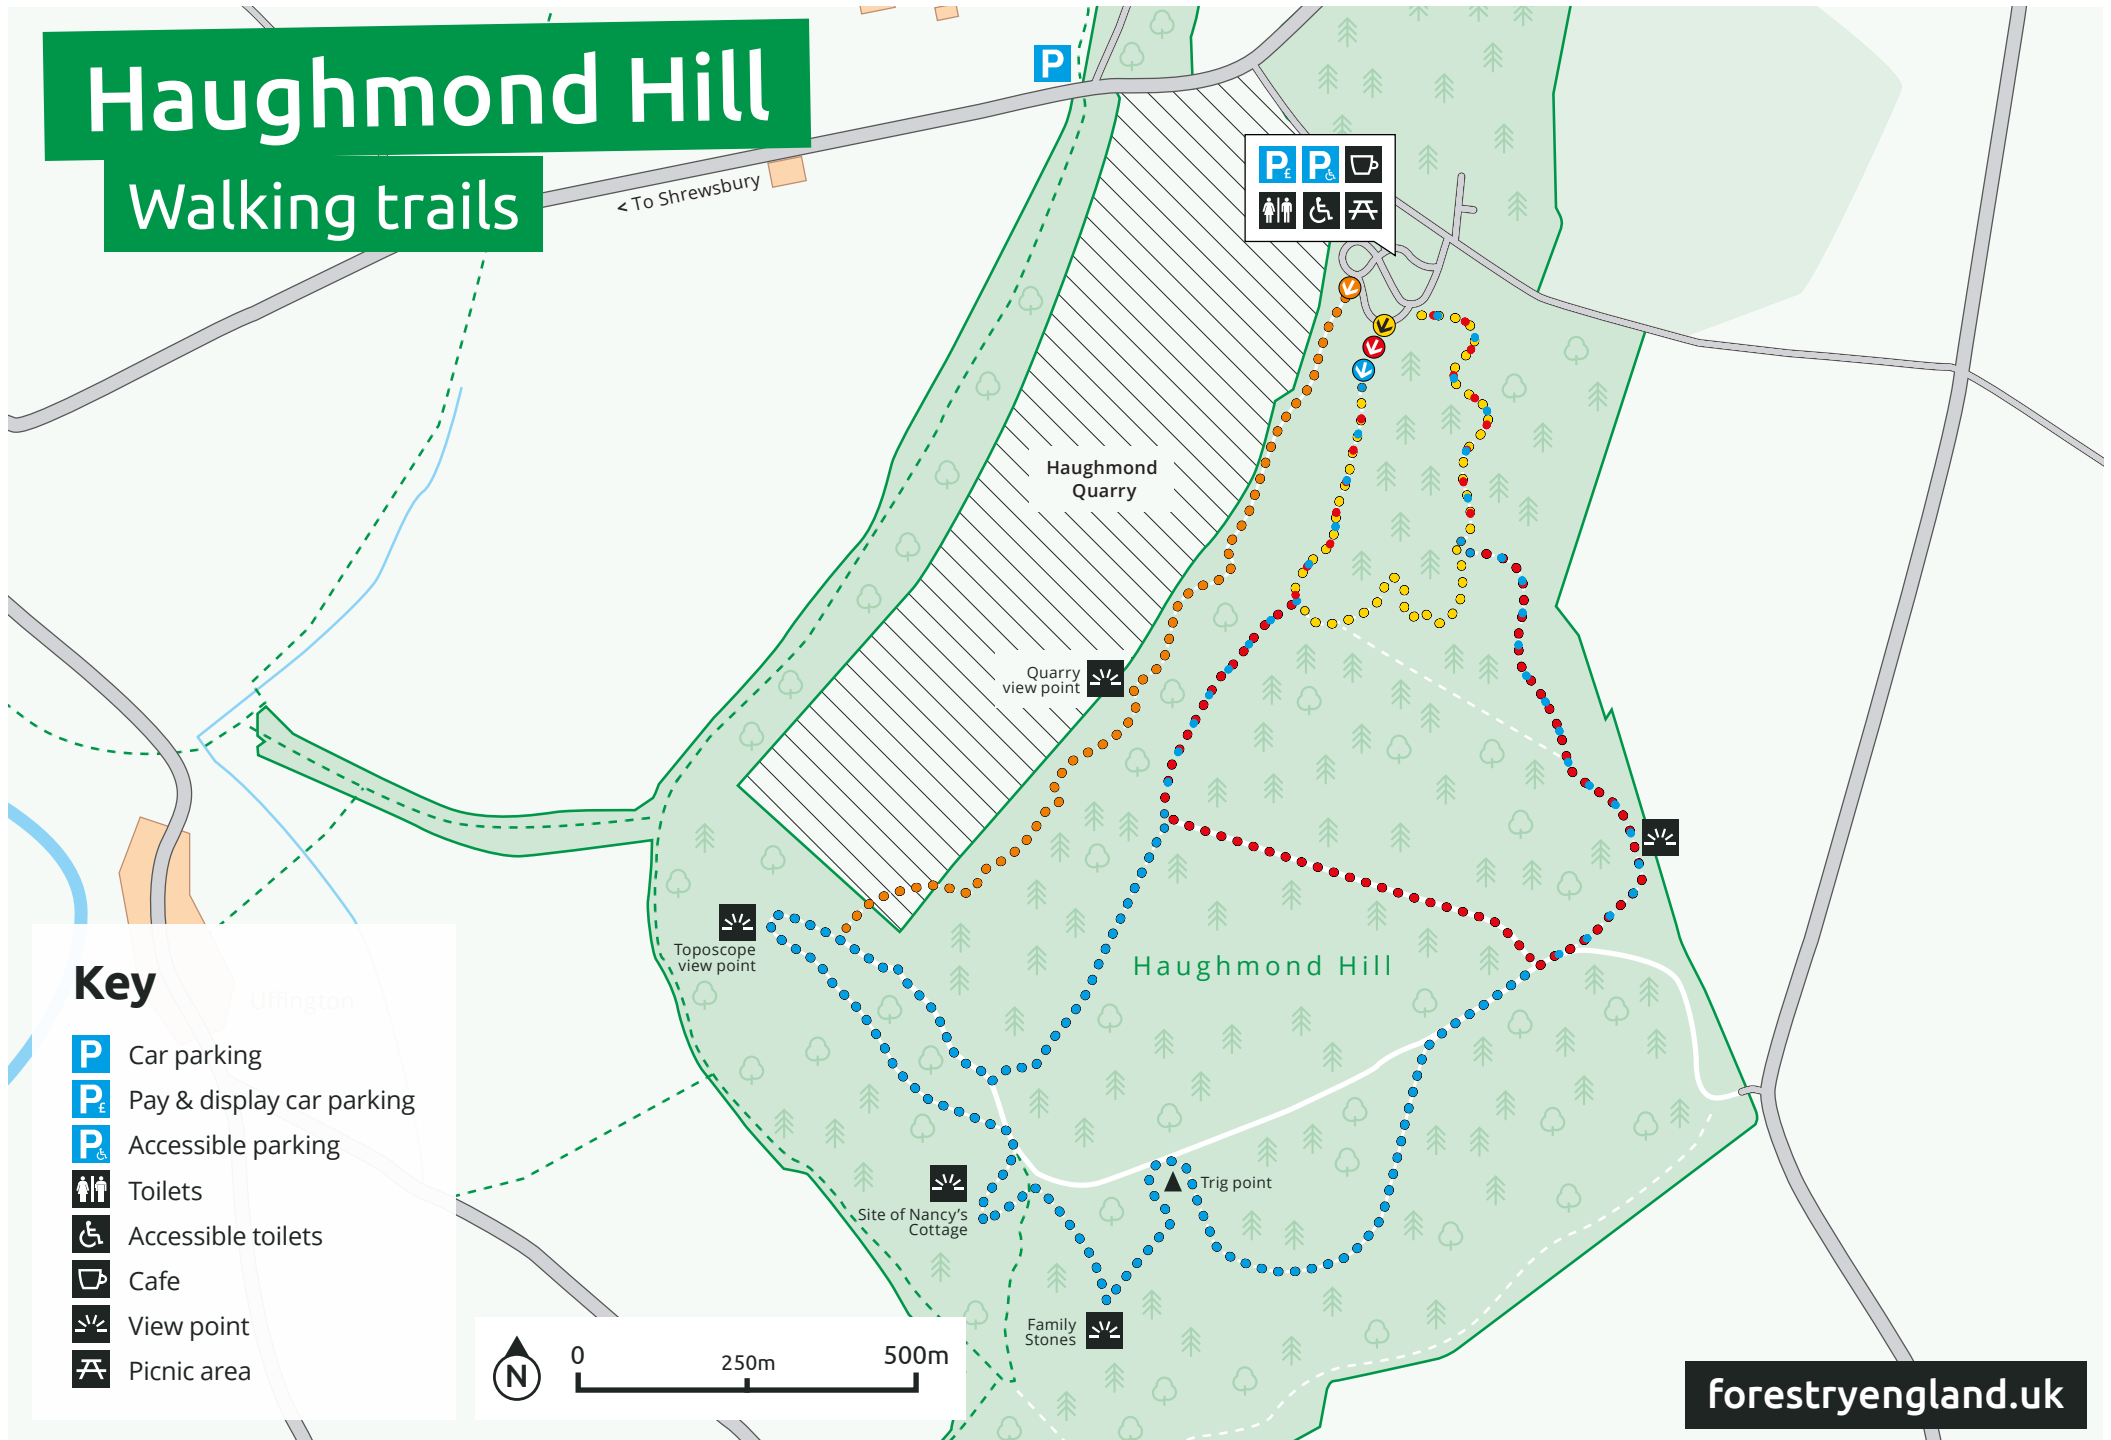 Haughmond Hill
Walking trails
P
< To Shrewsbury
P£
P
Haughmond
Quarry
Quarry
view point
Toposcope
view point
Haughmond Hill
Trig point
Site of Nancy's
Cottage
Family
Stones
Uffington
Key
P Car parking
P£ Pay & display car parking
P Accessible parking
Toilets
Accessible toilets
Cafe
View point
Picnic area
N
0 250m 500m
forestryengland.uk